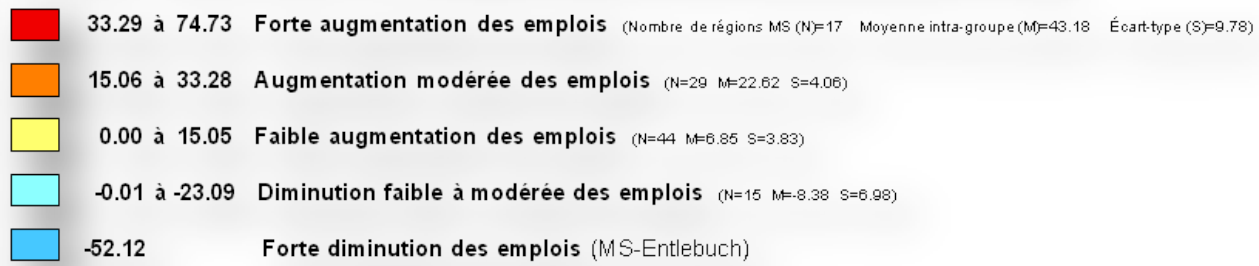 33.29 à 74.73 Forte augmentation des emplois (Nombre de régions MS (N)=17 Moyenne intra-groupe (M)=43.18 Écart-type (S)=9.78)
15.06 à 33.28 Augmentation modérée des emplois (N=29 M=22.62 S=4.06)
0.00 à 15.05 Faible augmentation des emplois (N=44 M=6.85 S=3.83)
-0.01 à -23.09 Diminution faible à modérée des emplois (N=15 M=-8.38 S=6.98)
-52.12 Forte diminution des emplois (MS-Entlebuch)